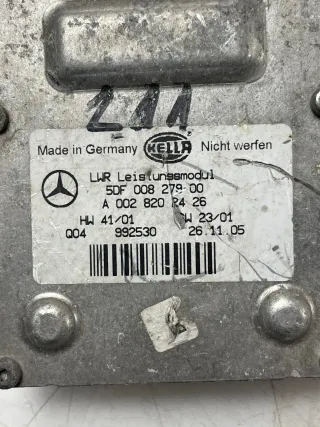 211
Made in Germany HELLA Nicht werfen
LWR Leistungsmodul
5DF 008 279-00
A 002 820 24 26
HW 41/01 SW 23/01
Q04 992530 26.11.05